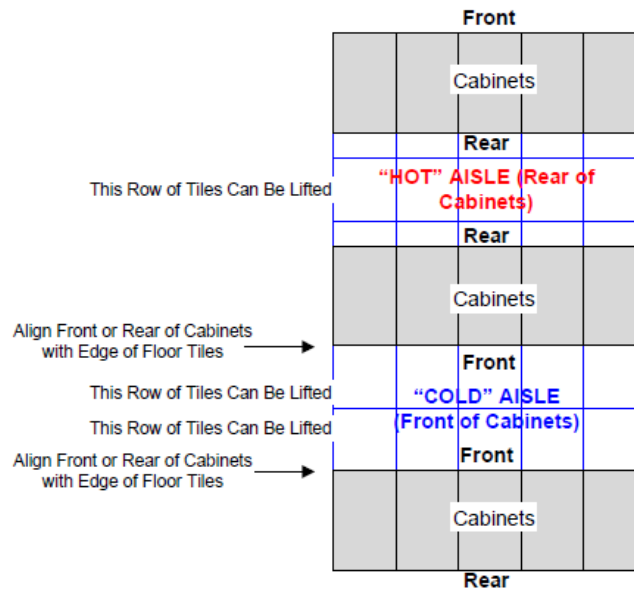 Front
Cabinets
Rear
This Row of Tiles Can Be Lifted
“HOT” AISLE (Rear of
Cabinets)
Rear
Cabinets
Align Front or Rear of Cabinets
with Edge of Floor Tiles
Front
This Row of Tiles Can Be Lifted
“COLD” AISLE
(Front of Cabinets)
This Row of Tiles Can Be Lifted
Align Front or Rear of Cabinets
with Edge of Floor Tiles
Front
Cabinets
Rear